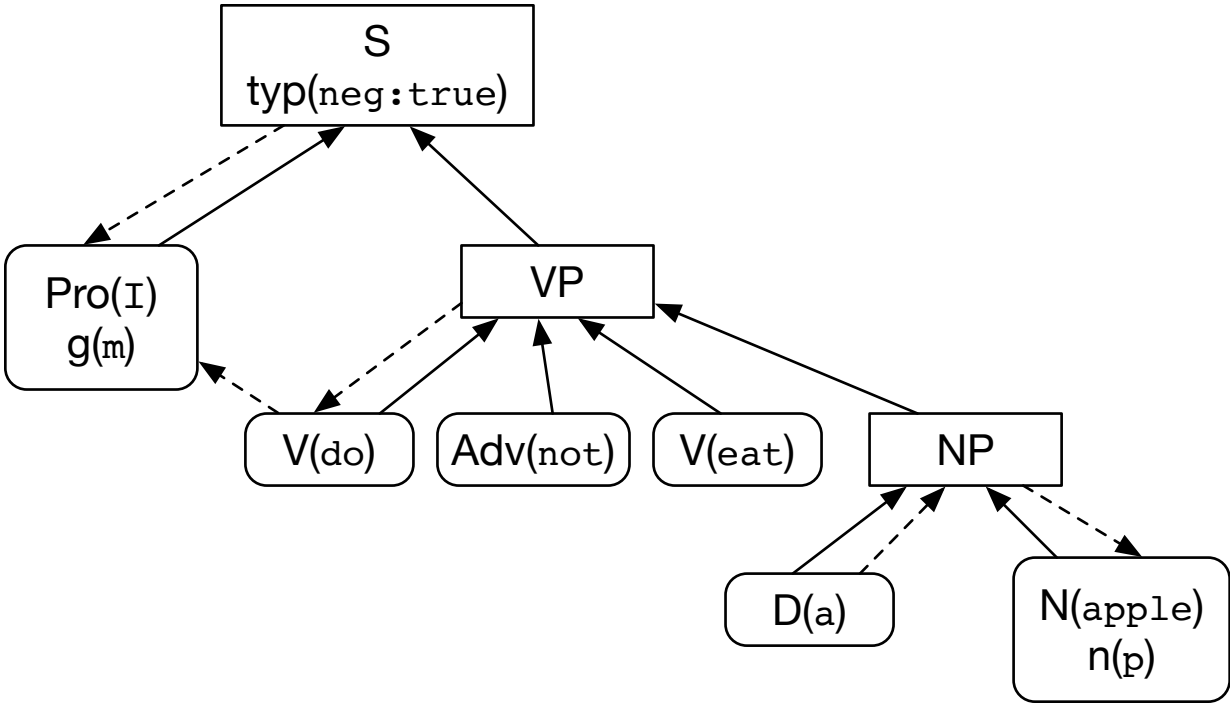 S
typ(neg:true)
Pro(I)
g(m)
VP
V(do)
Adv(not)
V(eat)
NP
D(a)
N(apple)
n(p)